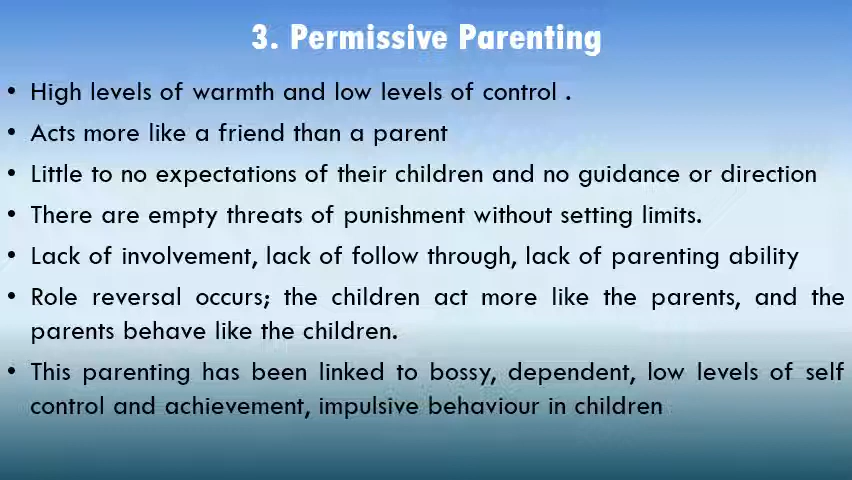 3. Permissive Parenting
• High levels of warmth and low levels of control .
• Acts more like a friend than a parent
• Little to no expectations of their children and no guidance or direction
• There are empty threats of punishment without setting limits.
• Lack of involvement, lack of follow through, lack of parenting ability
• Role reversal occurs; the children act more like the parents, and the
parents behave like the children.
• This parenting has been linked to bossy, dependent, low levels of self
control and achievement, impulsive behaviour in children